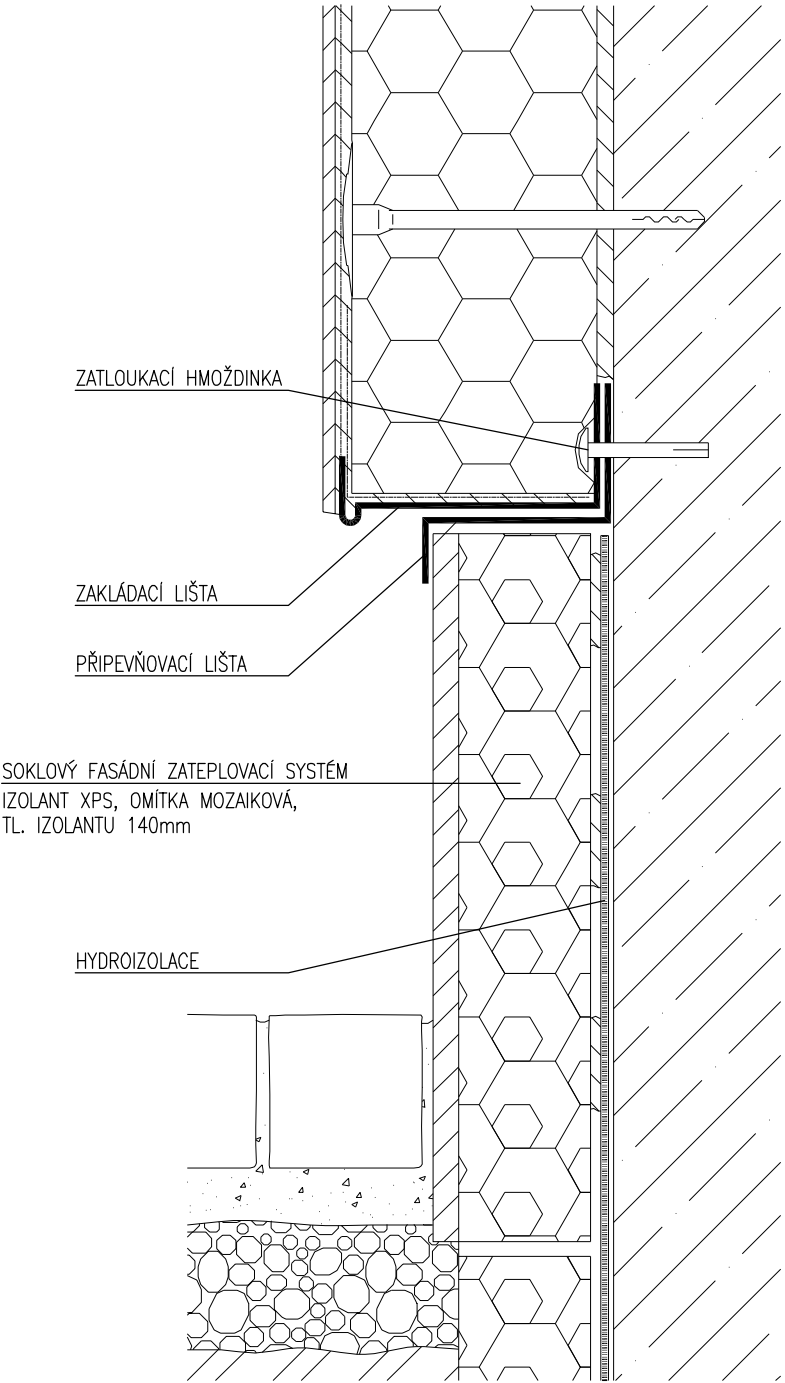 ZATLOUKACÍ HMOŽDINKA
ZAKLÁDACÍ LIŠTA
PŘIPEVŇOVACÍ LIŠTA
SOKLOVÝ FASÁDNÍ ZATEPLOVACÍ SYSTÉM
IZOLANT XPS, OMÍTKA MOZAIKOVÁ,
TL. IZOLANTU 140mm
HYDROIZOLACE